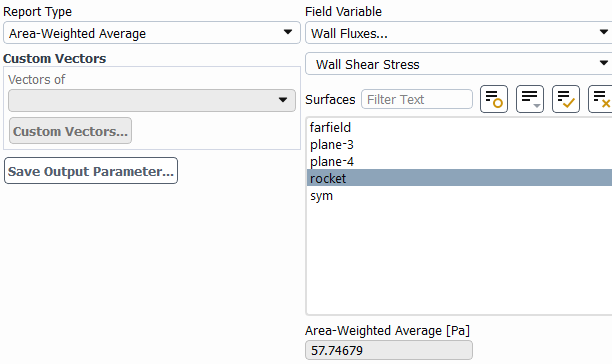 Report Type
Area-Weighted Average
Custom Vectors
Vectors of
Custom Vectors...
Save Output Parameter...
Field Variable
Wall Fluxes...
Wall Shear Stress
Surfaces Filter Text
farfield
plane-3
plane-4
rocket
sym
Area-Weighted Average [Pa]
57.74679